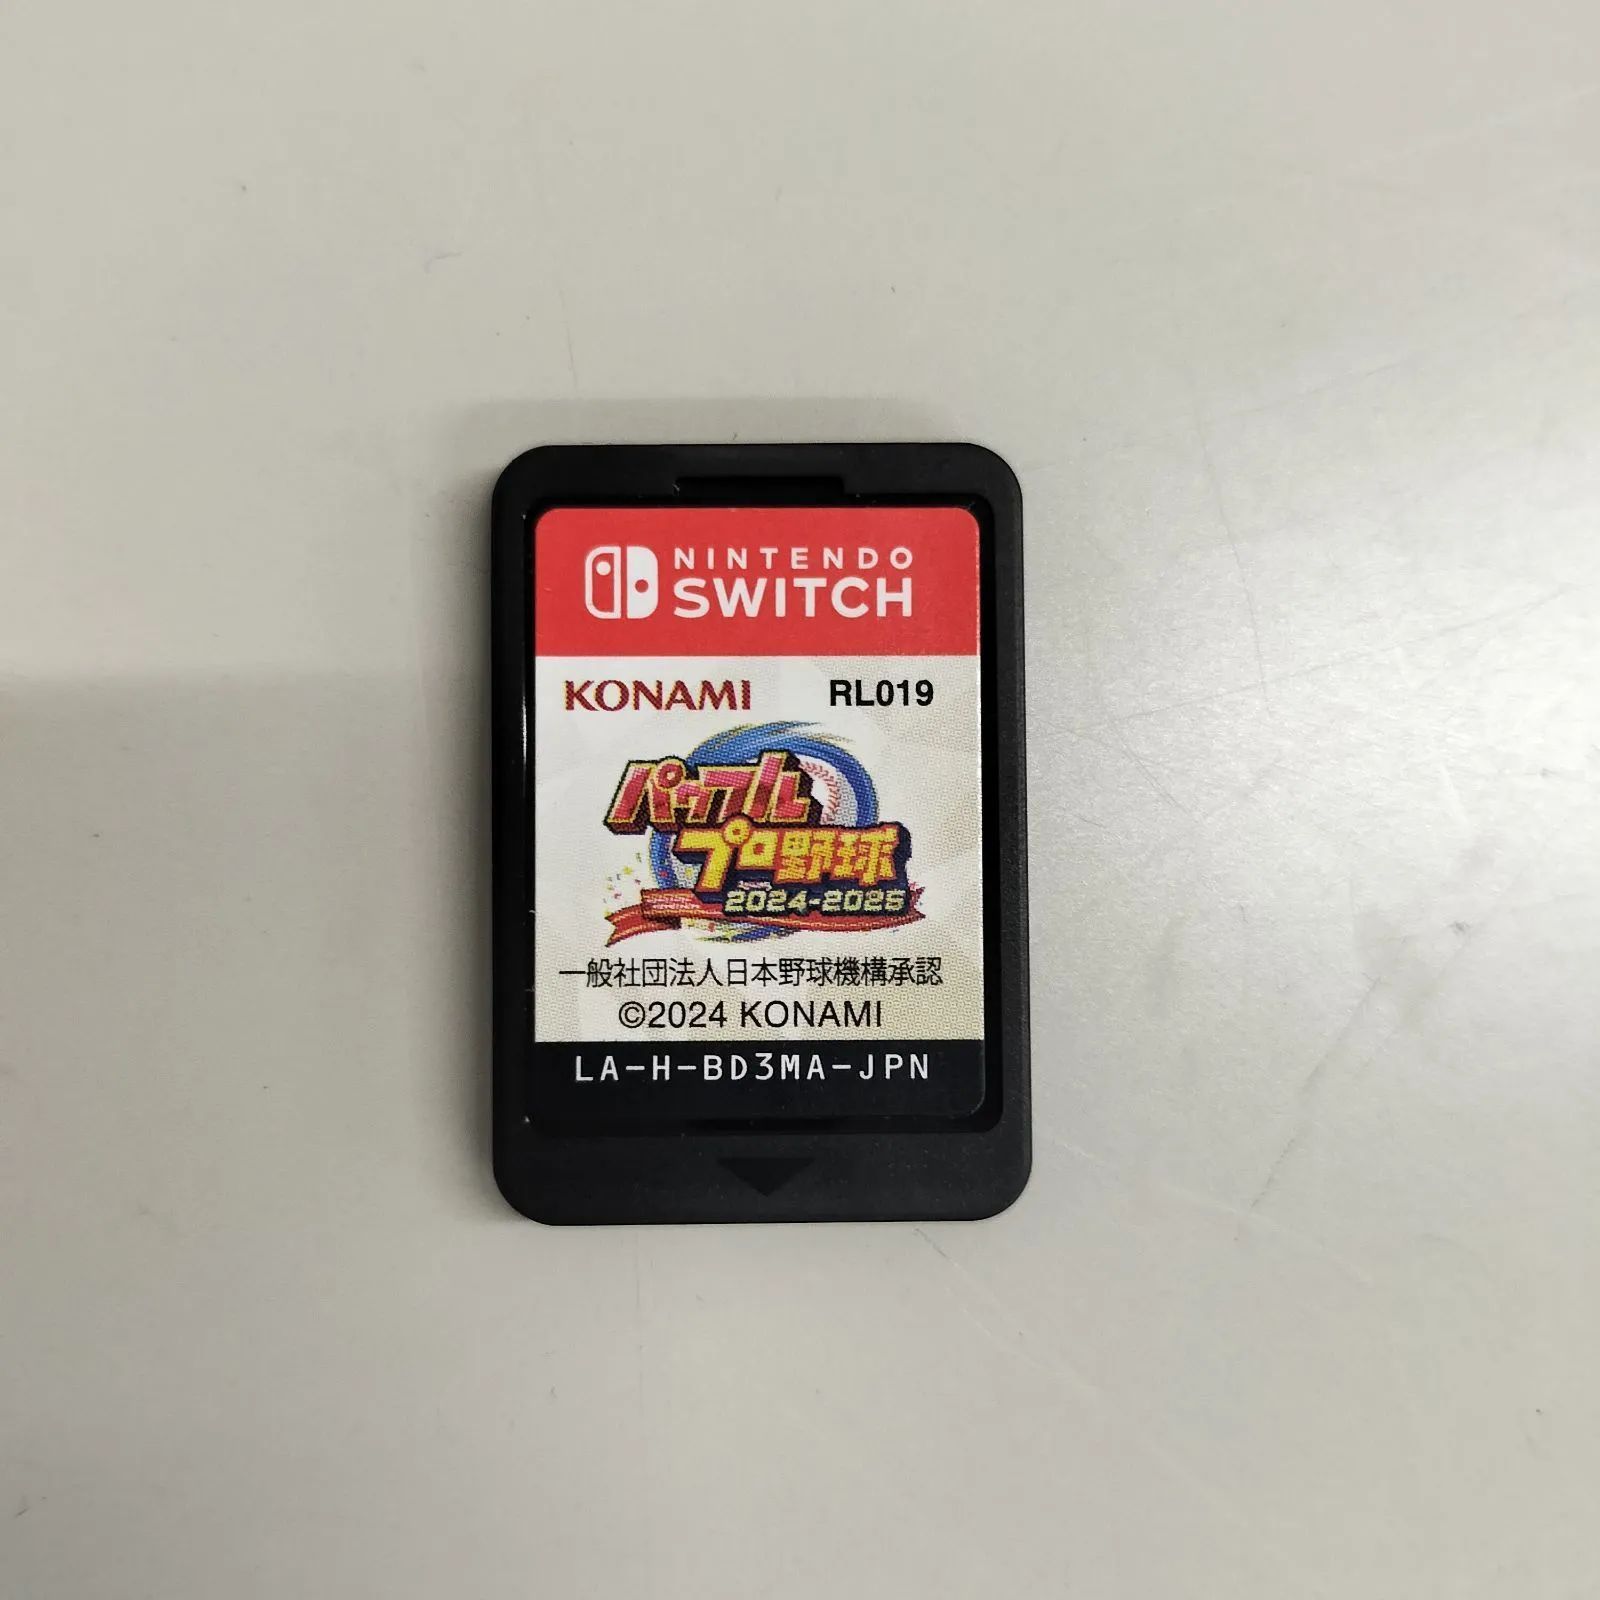 NINTENDO
SWITCH
KONAMI RL019
パワフル
プロ野球
2024-2025
一般社団法人日本野球機構承認
©2024 KONAMI
LA-H-BD3MA-JPN